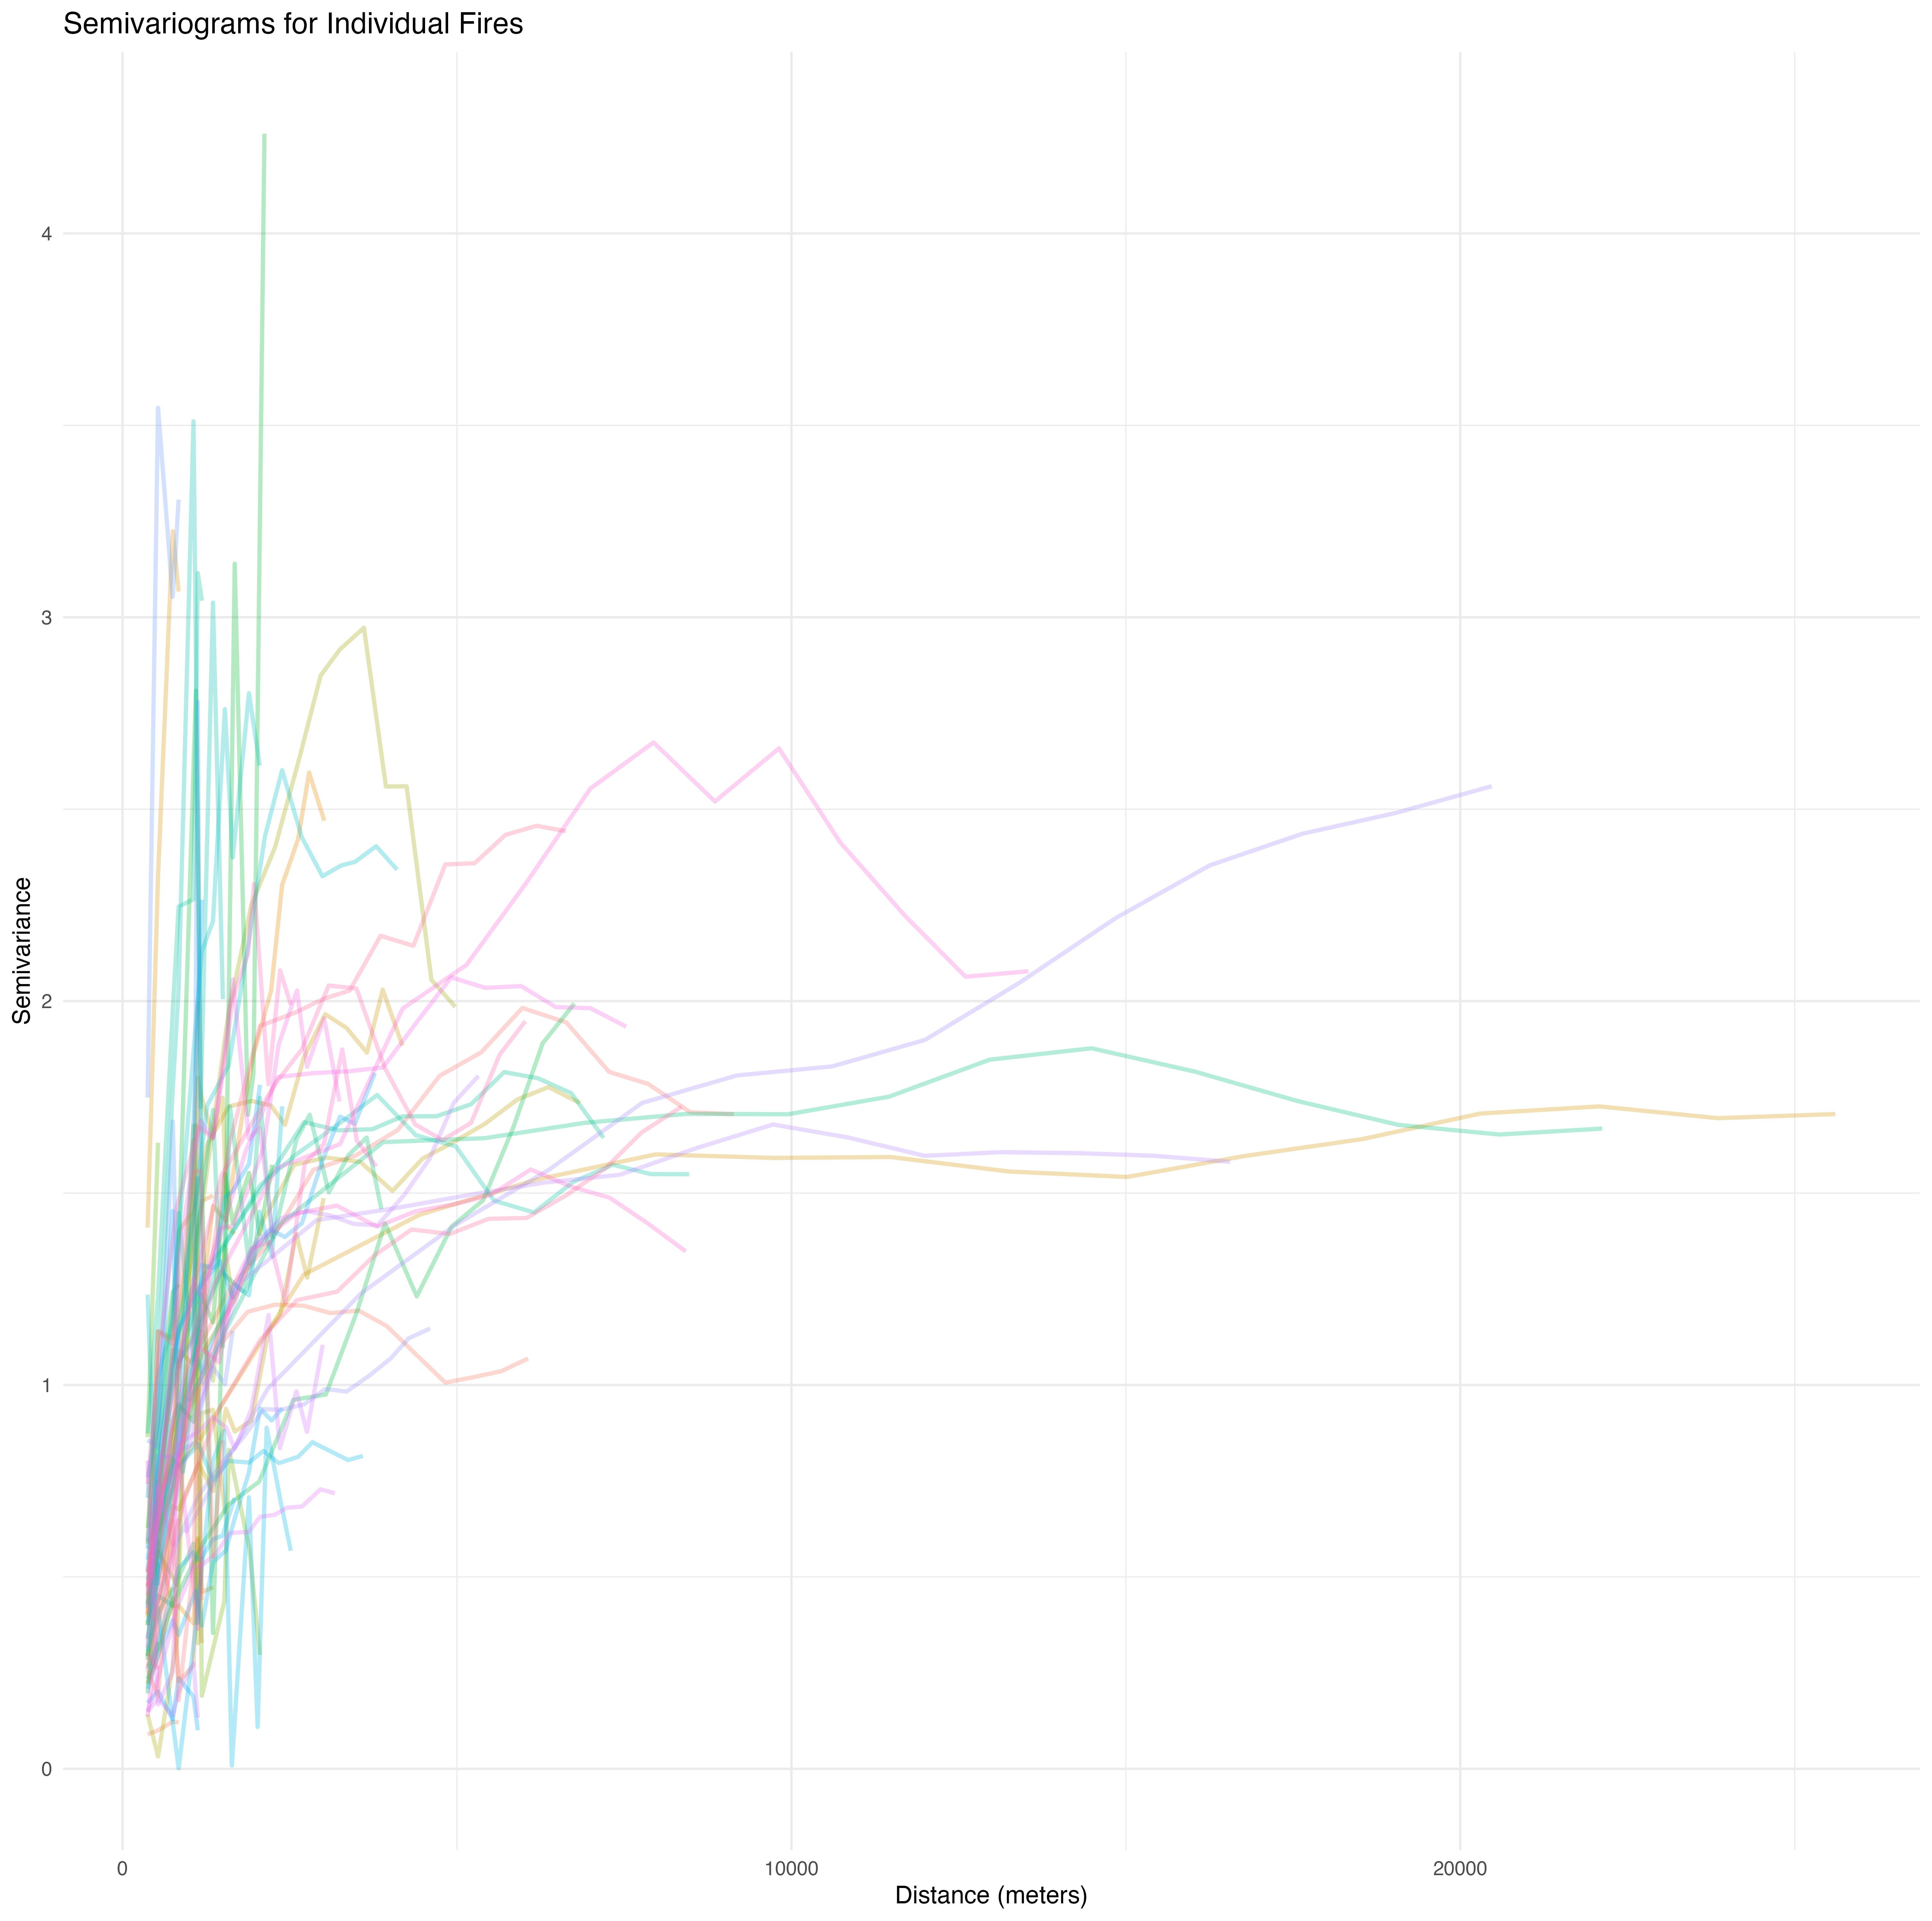 Semivariograms for Individual Fires
4
3
2
1
0
Semivariance
0
10000
20000
Distance (meters)